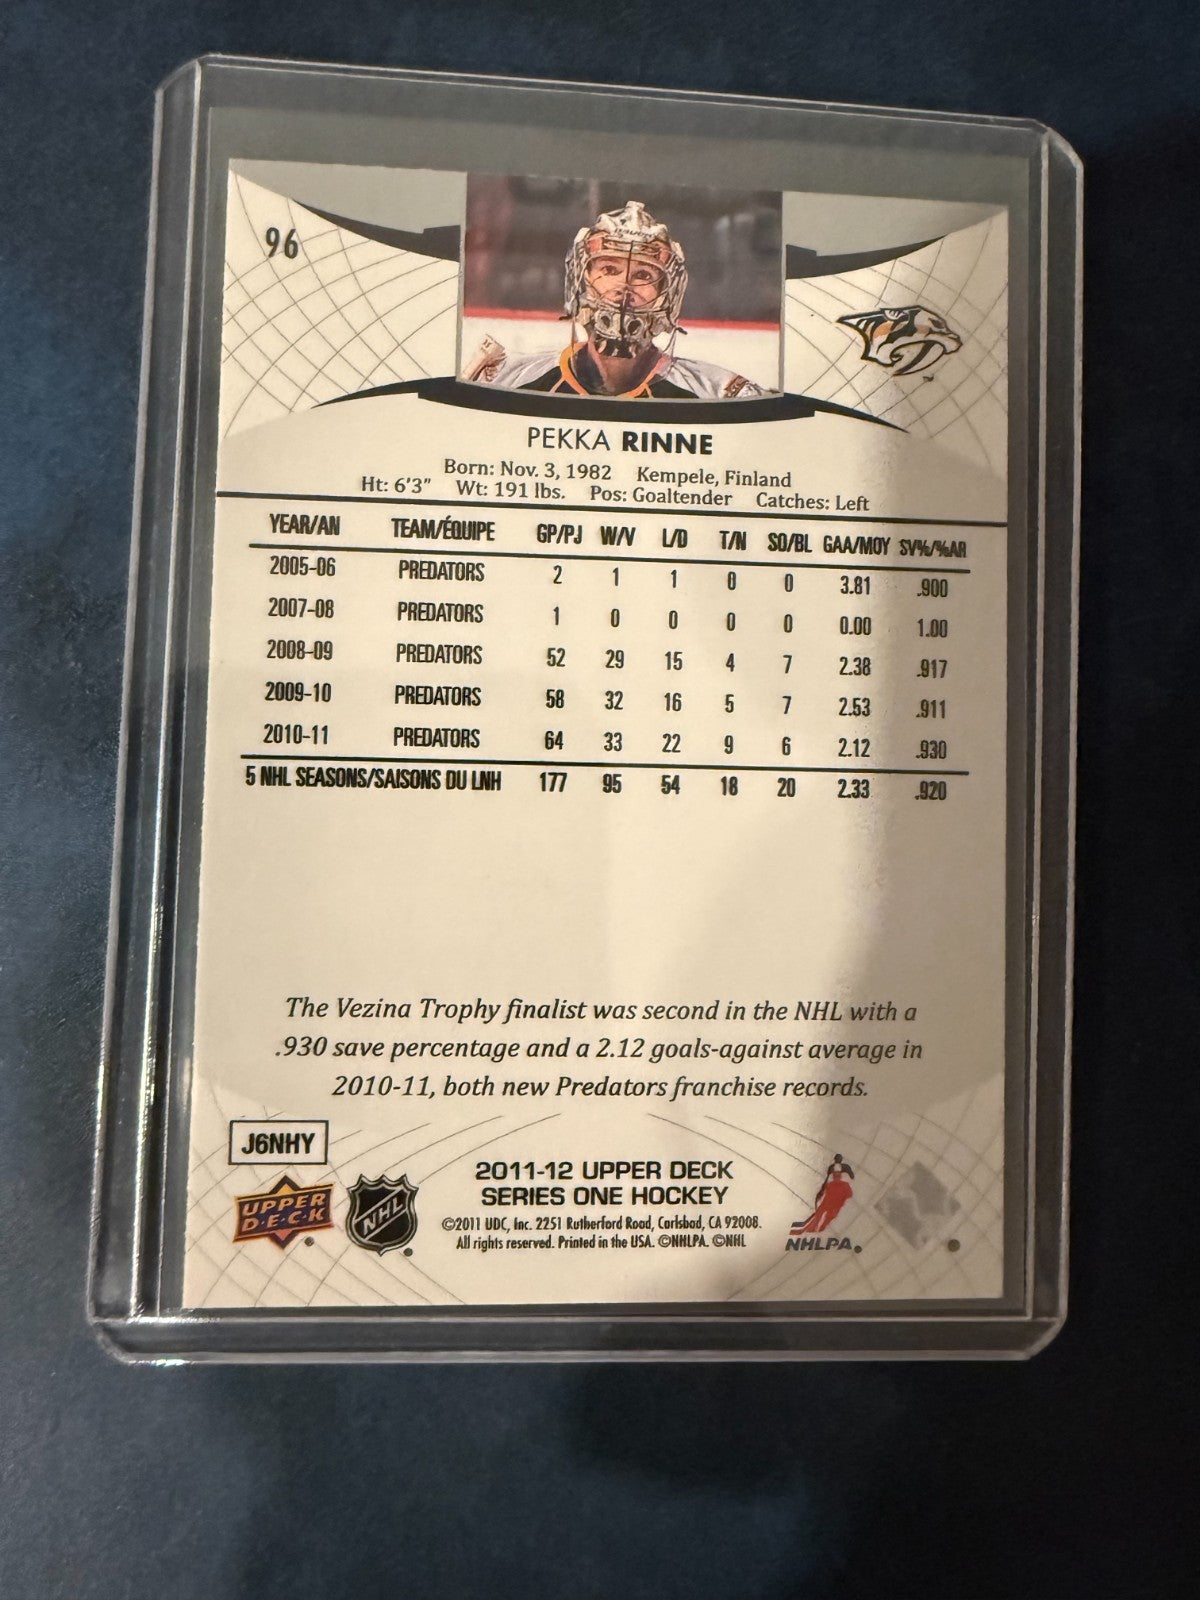 96
PEKKA RINNE
Born: Nov. 3, 1982 Kempele, Finland
Ht: 6'3" Wt: 191 lbs. Pos: Goaltender Catches: Left
YEAR/AN TEAM/ÉQUIPE GP/PJ W/V L/D T/N SO/BL GAA/MOY SV%/%AR
2005-06 PREDATORS 2 1 1 0 0 3.81 .900
2007-08 PREDATORS 1 0 0 0 0 0.00 1.00
2008-09 PREDATORS 52 29 15 4 7 2.38 .917
2009-10 PREDATORS 58 32 16 5 7 2.53 .911
2010-11 PREDATORS 64 33 22 9 6 2.12 .930
5 NHL SEASONS/SAISONS DU LNH 177 95 54 18 20 2.33 .920
The Vezina Trophy finalist was second in the NHL with a
.930 save percentage and a 2.12 goals-against average in
2010-11, both new Predators franchise records.
J6NHY
UPPER
D·E·C·K
NHL
2011-12 UPPER DECK
SERIES ONE HOCKEY
©2011 UDC, Inc. 2251 Rutherford Road, Carlsbad, CA 92008.
All rights reserved. Printed in the USA. ©NHLPA. ©NHL
NHLPA.